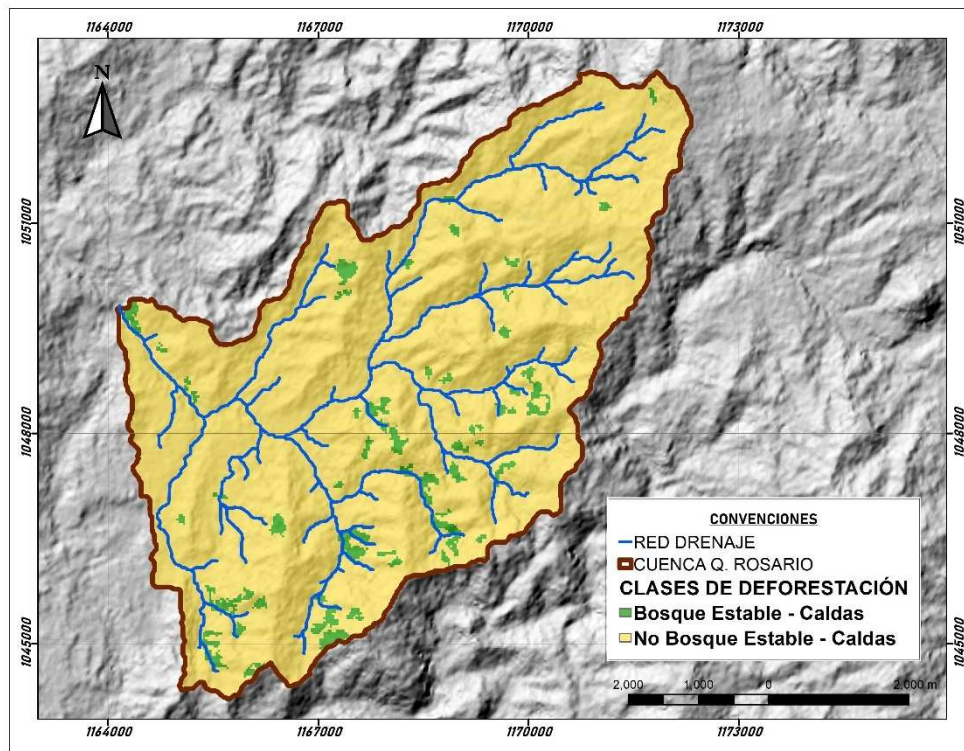 1164000 1167000 1170000 1173000
N
1051000 1051000
1048000 1048000
CONVENCIONES
RED DRENAJE
CUENCA Q. ROSARIO
CLASES DE DEFORESTACIÓN
Bosque Estable - Caldas
No Bosque Estable - Caldas
1045000 1045000
2,000 1,000 0 2,000 m
1164000 1167000 1170000 1173000